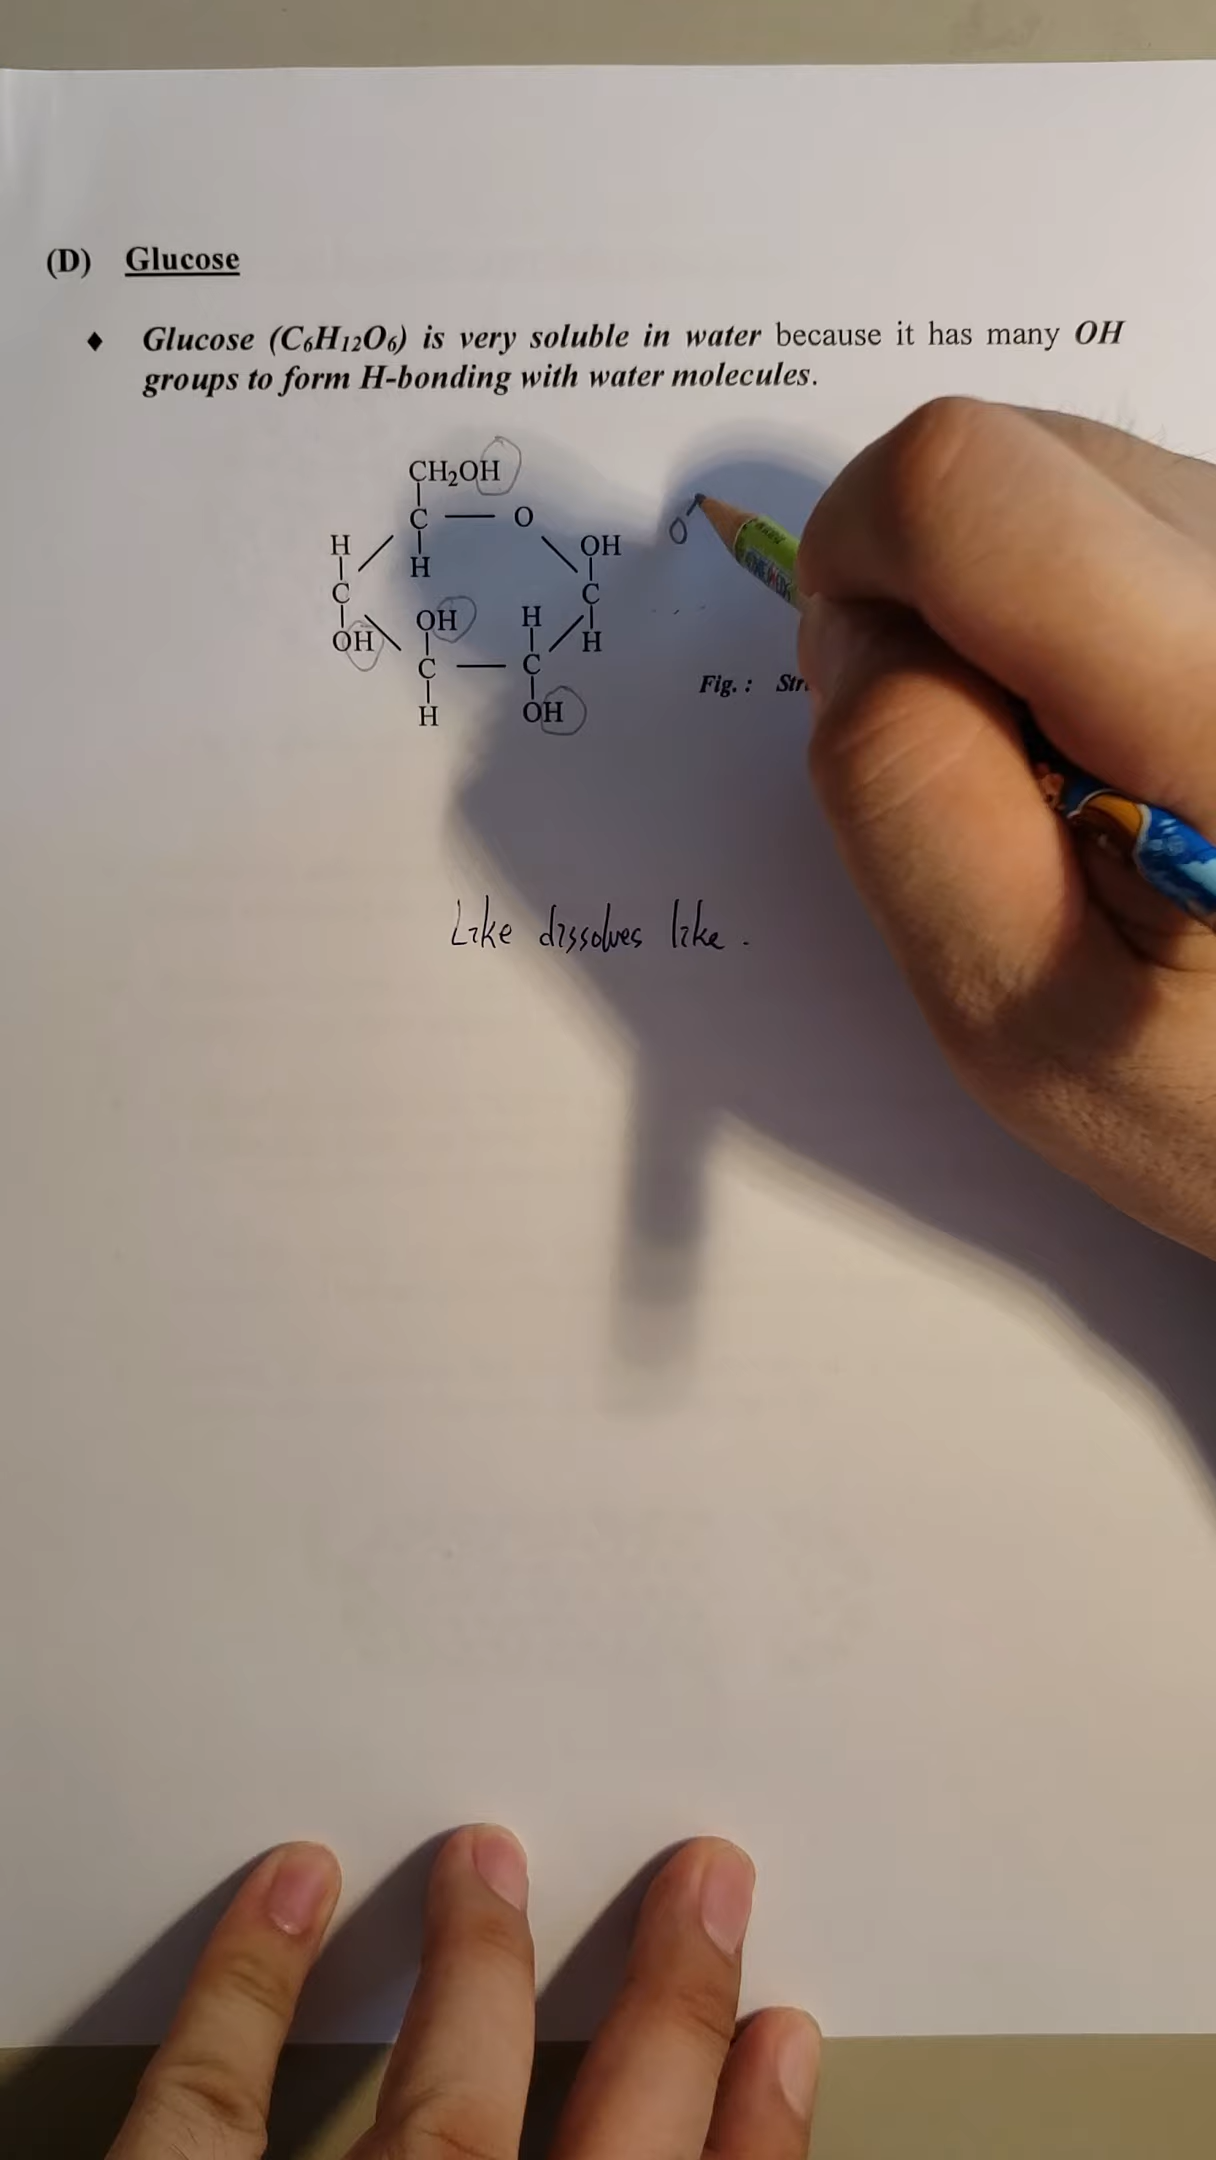 (D) Glucose
♦ Glucose (C₆H₁₂O₆) is very soluble in water because it has many OH
groups to form H-bonding with water molecules.
CH₂OH
C — O
H
OH
H
C
C
OH
H
OH
H
H
C — C
H
OH
O
Fig. :
Like dissolves like.